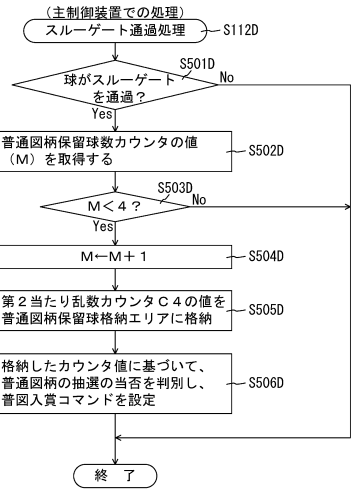 （主制御装置での処理）
スルーゲート通過処理
S112D
球がスルーゲート
を通過？
S501D
No
Yes
普通図柄保留球数カウンタの値
（M）を取得する
S502D
M＜4？
S503D
No
Yes
M←M＋1
S504D
第2当たり乱数カウンタC4の値を
普通図柄保留球格納エリアに格納
S505D
格納したカウンタ値に基づいて、
普通図柄の抽選の当否を判別し、
普図入賞コマンドを設定
S506D
終 了